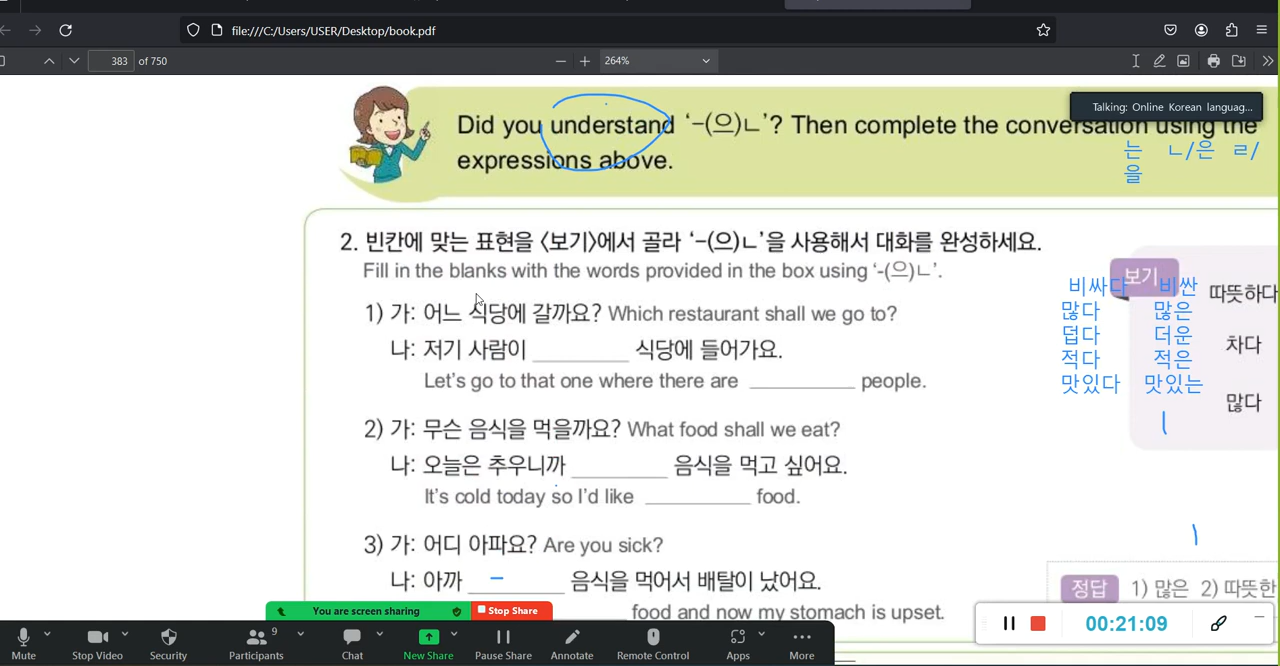 file:///C:/Users/USER/Desktop/book.pdf
383 of 750
264%
Talking: Online Korean languag...
Did you understand ‘-(으)ㄴ’? Then complete the conversation using the
expressions above.
는 ㄴ/은 ㄹ/
을
2. 빈칸에 맞는 표현을 〈보기〉에서 골라 ‘-(으)ㄴ’을 사용해서 대화를 완성하세요.
Fill in the blanks with the words provided in the box using ‘-(으)ㄴ’.
1) 가: 어느 식당에 갈까요? Which restaurant shall we go to?
나: 저기 사람이 ________ 식당에 들어가요.
Let's go to that one where there are ________ people.
2) 가: 무슨 음식을 먹을까요? What food shall we eat?
나: 오늘은 추우니까 ________ 음식을 먹고 싶어요.
It's cold today so I'd like ________ food.
3) 가: 어디 아파요? Are you sick?
나: 아까 ________ 음식을 먹어서 배탈이 났어요.
food and now my stomach is upset.
보기
따뜻하다
차다
많다
비싸다 비싼
많다 많은
덥다 더운
적다 적은
맛있다 맛있는
정답 1) 많은 2) 따뜻한
You are screen sharing
Stop Share
00:21:09
Mute
Stop Video
Security
9
Participants
Chat
New Share
Pause Share
Annotate
Remote Control
Apps
More